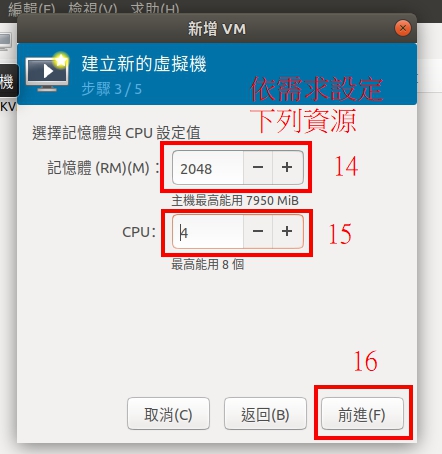 編輯(E) 檢視(V) 求助(H)
新增 VM
建立新的虛擬機
步驟 3 / 5
機
KV
依需求設定
下列資源
選擇記憶體與 CPU 設定值
記憶體 (RM)(M)： 2048 − + 14
主機最高能用 7950 MiB
CPU： 4 − + 15
最高能用 8 個
16
取消(C) 返回(B) 前進(F)